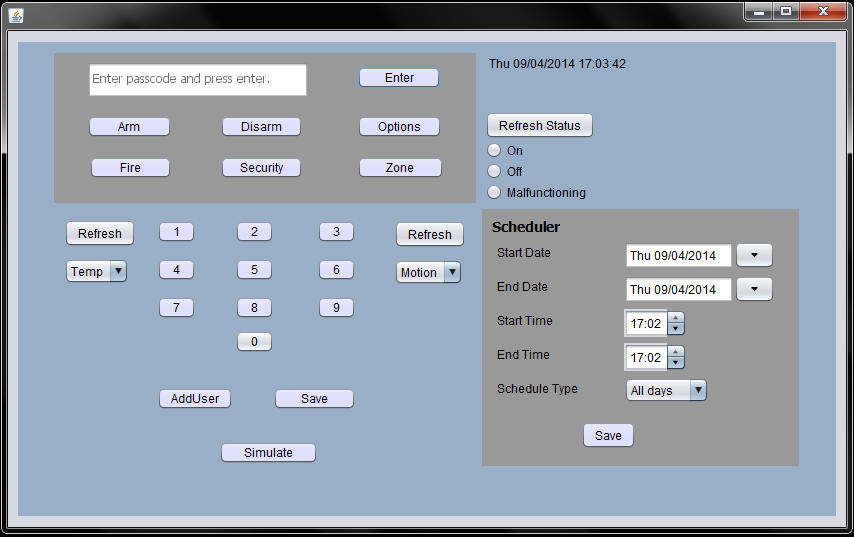 Enter passcode and press enter.
Enter
Thu 09/04/2014 17:03:42
Arm
Disarm
Options
Refresh Status
On
Fire
Security
Zone
Off
Malfunctioning
Refresh
1
2
3
Refresh
Temp
4
5
6
Motion
7
8
9
0
AddUser
Save
Simulate
Scheduler
Start Date
Thu 09/04/2014
End Date
Thu 09/04/2014
Start Time
17:02
End Time
17:02
Schedule Type
All days
Save